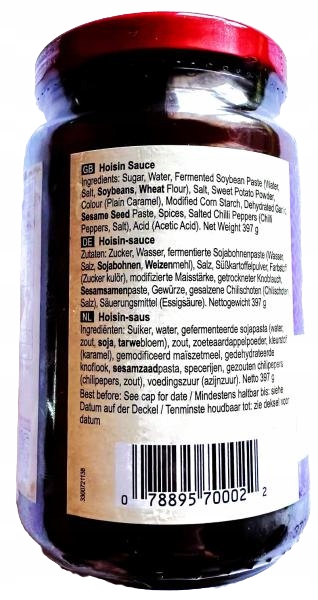 GB Hoisin Sauce
Ingredients: Sugar, Water, Fermented Soybean Paste (Water,
Salt, Soybeans, Wheat Flour), Salt, Sweet Potato Powder,
Colour (Plain Caramel), Modified Corn Starch, Dehydrated Garlic,
Sesame Seed Paste, Spices, Salted Chilli Peppers (Chilli
Peppers, Salt), Acid (Acetic Acid). Net Weight 397 g
DE Hoisin-sauce
Zutaten: Zucker, Wasser, fermentierte Sojabohnenpaste (Wasser,
Salz, Sojabohnen, Weizenmehl), Salz, Süßkartoffelpulver, Farbstoff
(Zucker kulör), modifizierte Maisstärke, getrockneter Knoblauch,
Sesamsamenpaste, Gewürze, gesalzene Chilischoten (Chilischoten,
Salz), Säuerungsmittel (Essigsäure). Nettogewicht 397 g
NL Hoisin-saus
Ingrediënten: Suiker, water, gefermenteerde sojapasta (water,
zout, soja, tarwebloem), zout, zoeteaardappelpoeder, kleurstof
(karamel), gemodificeerd maïszetmeel, gedehydrateerde
knoflook, sesamzaadpasta, specerijen, gezouten chilipepers
(chilipepers, zout), voedingszuur (azijnzuur). Netto 397 g
Best before: See cap for date / Mindestens haltbar bis: siehe
Datum auf der Deckel / Tenminste houdbaar tot: zie deksel voor
datum
3300721138
0 78895 70002 2